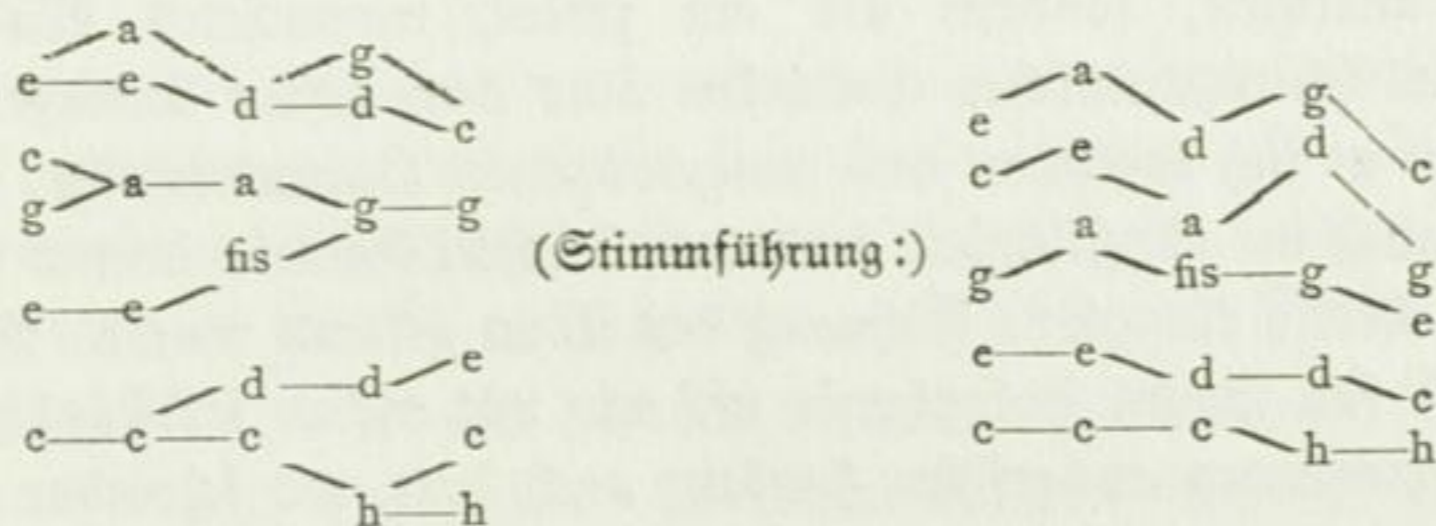 a g
e e d d c
c
a a
g g g
fis
e e
d d e
c c c c
h h
(Stimmführung:)
e a d g c
c e a d g
g a fis g e
e e d d c
c c c h h